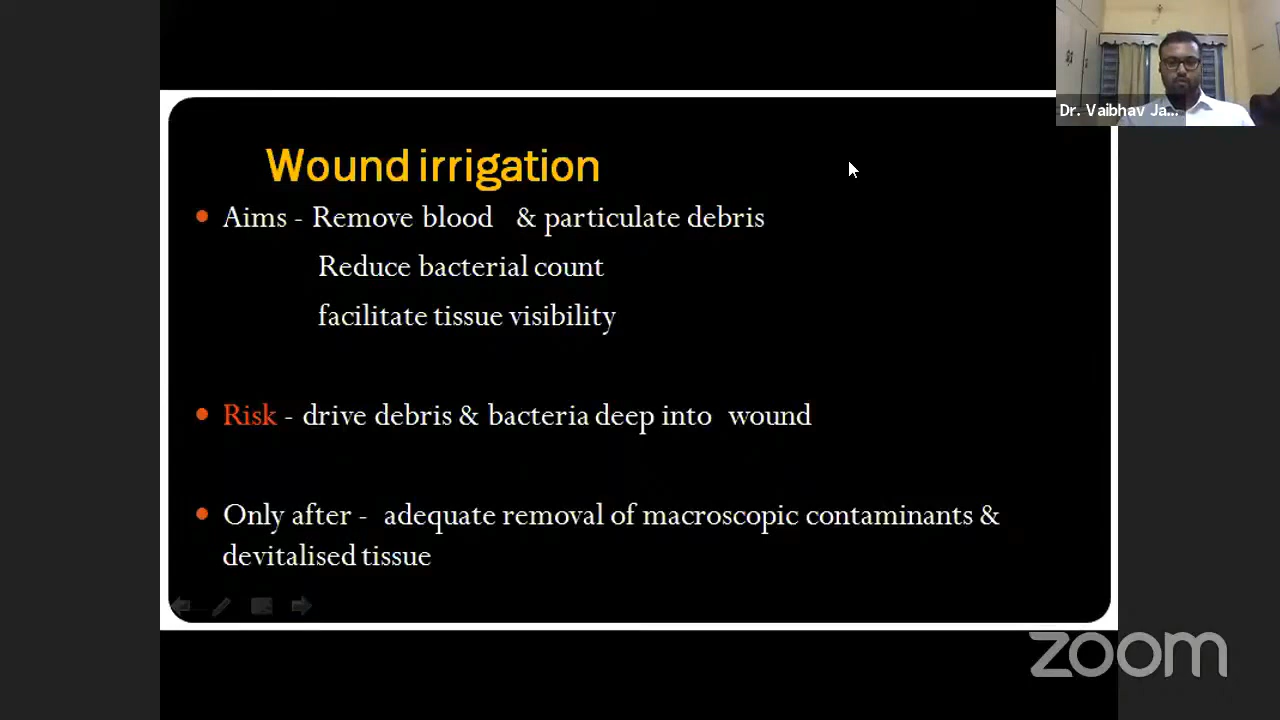 Dr. Vaibhav Ja...
Wound irrigation
Aims - Remove blood & particulate debris
Reduce bacterial count
facilitate tissue visibility
Risk - drive debris & bacteria deep into wound
Only after - adequate removal of macroscopic contaminants &
devitalised tissue
zoom